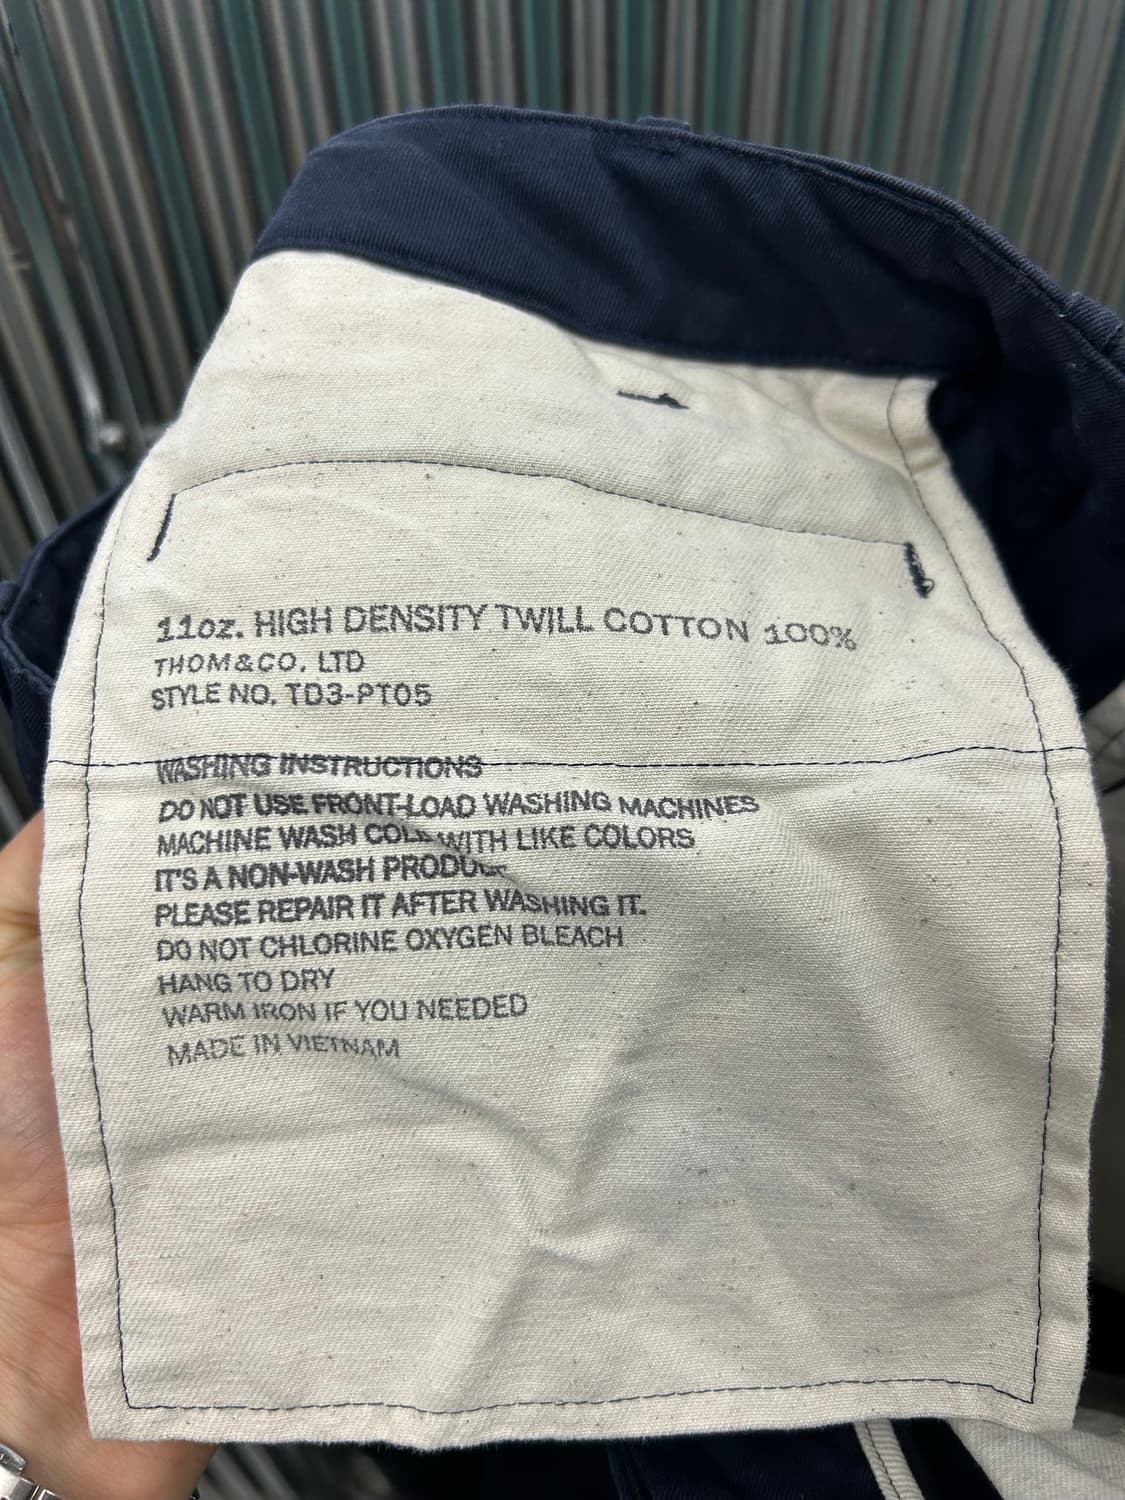 11oz. HIGH DENSITY TWILL COTTON 100%
THOM&CO. LTD
STYLE NO. TD3-PT05
WASHING INSTRUCTIONS
DO NOT USE FRONT-LOAD WASHING MACHINES
MACHINE WASH COLD WITH LIKE COLORS
IT'S A NON-WASH PRODUCT
PLEASE REPAIR IT AFTER WASHING IT.
DO NOT CHLORINE OXYGEN BLEACH
HANG TO DRY
WARM IRON IF YOU NEEDED
MADE IN VIETNAM